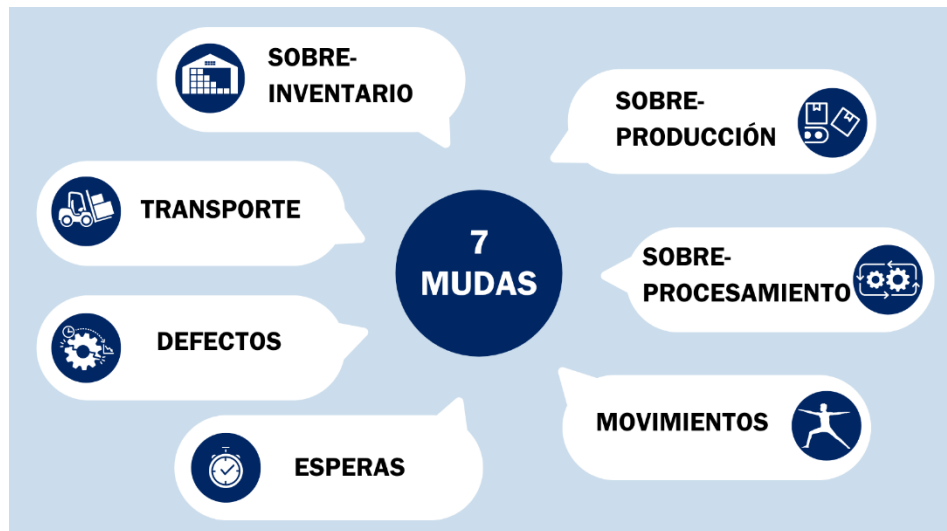 SOBRE-
INVENTARIO
SOBRE-
PRODUCCIÓN
TRANSPORTE
7
MUDAS
SOBRE-
PROCESAMIENTO
DEFECTOS
MOVIMIENTOS
ESPERAS